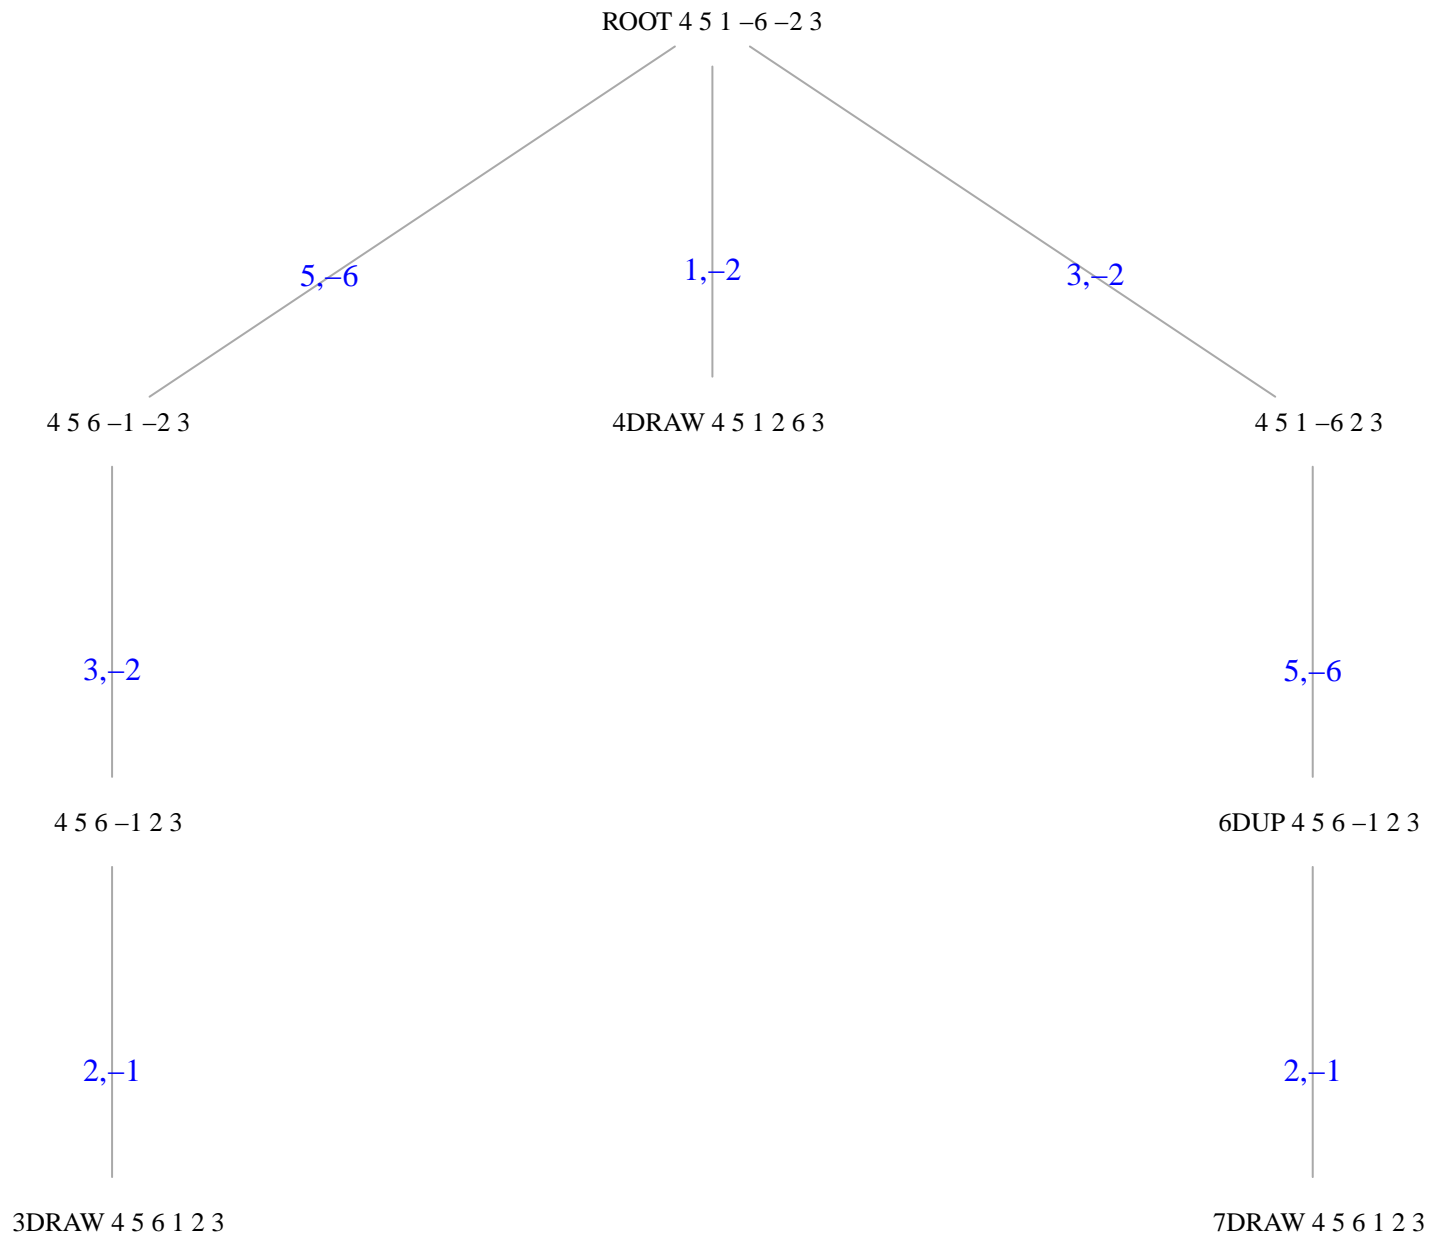 ROOT 4 5 1 –6 –2 3
5,–6
1,–2
3,–2
4 5 6 –1 –2 3
4DRAW 4 5 1 2 6 3
4 5 1 –6 2 3
3,–2
5,–6
4 5 6 –1 2 3
6DUP 4 5 6 –1 2 3
2,–1
2,–1
3DRAW 4 5 6 1 2 3
7DRAW 4 5 6 1 2 3